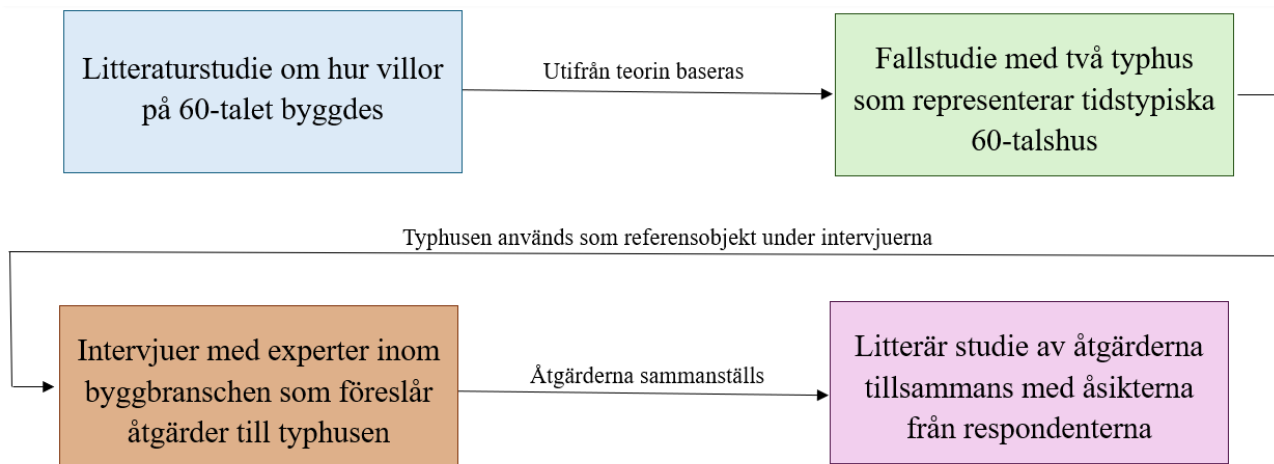 Litteraturstudie om hur villor
på 60-talet byggdes
Utifrån teorin baseras
Fallstudie med två typhus
som representerar tidstypiska
60-talshus
Typhusen används som referensobjekt under intervjuerna
Intervjuer med experter inom
byggbranschen som föreslår
åtgärder till typhusen
Åtgärderna sammanställs
Litterär studie av åtgärderna
tillsammans med åsikterna
från respondenterna